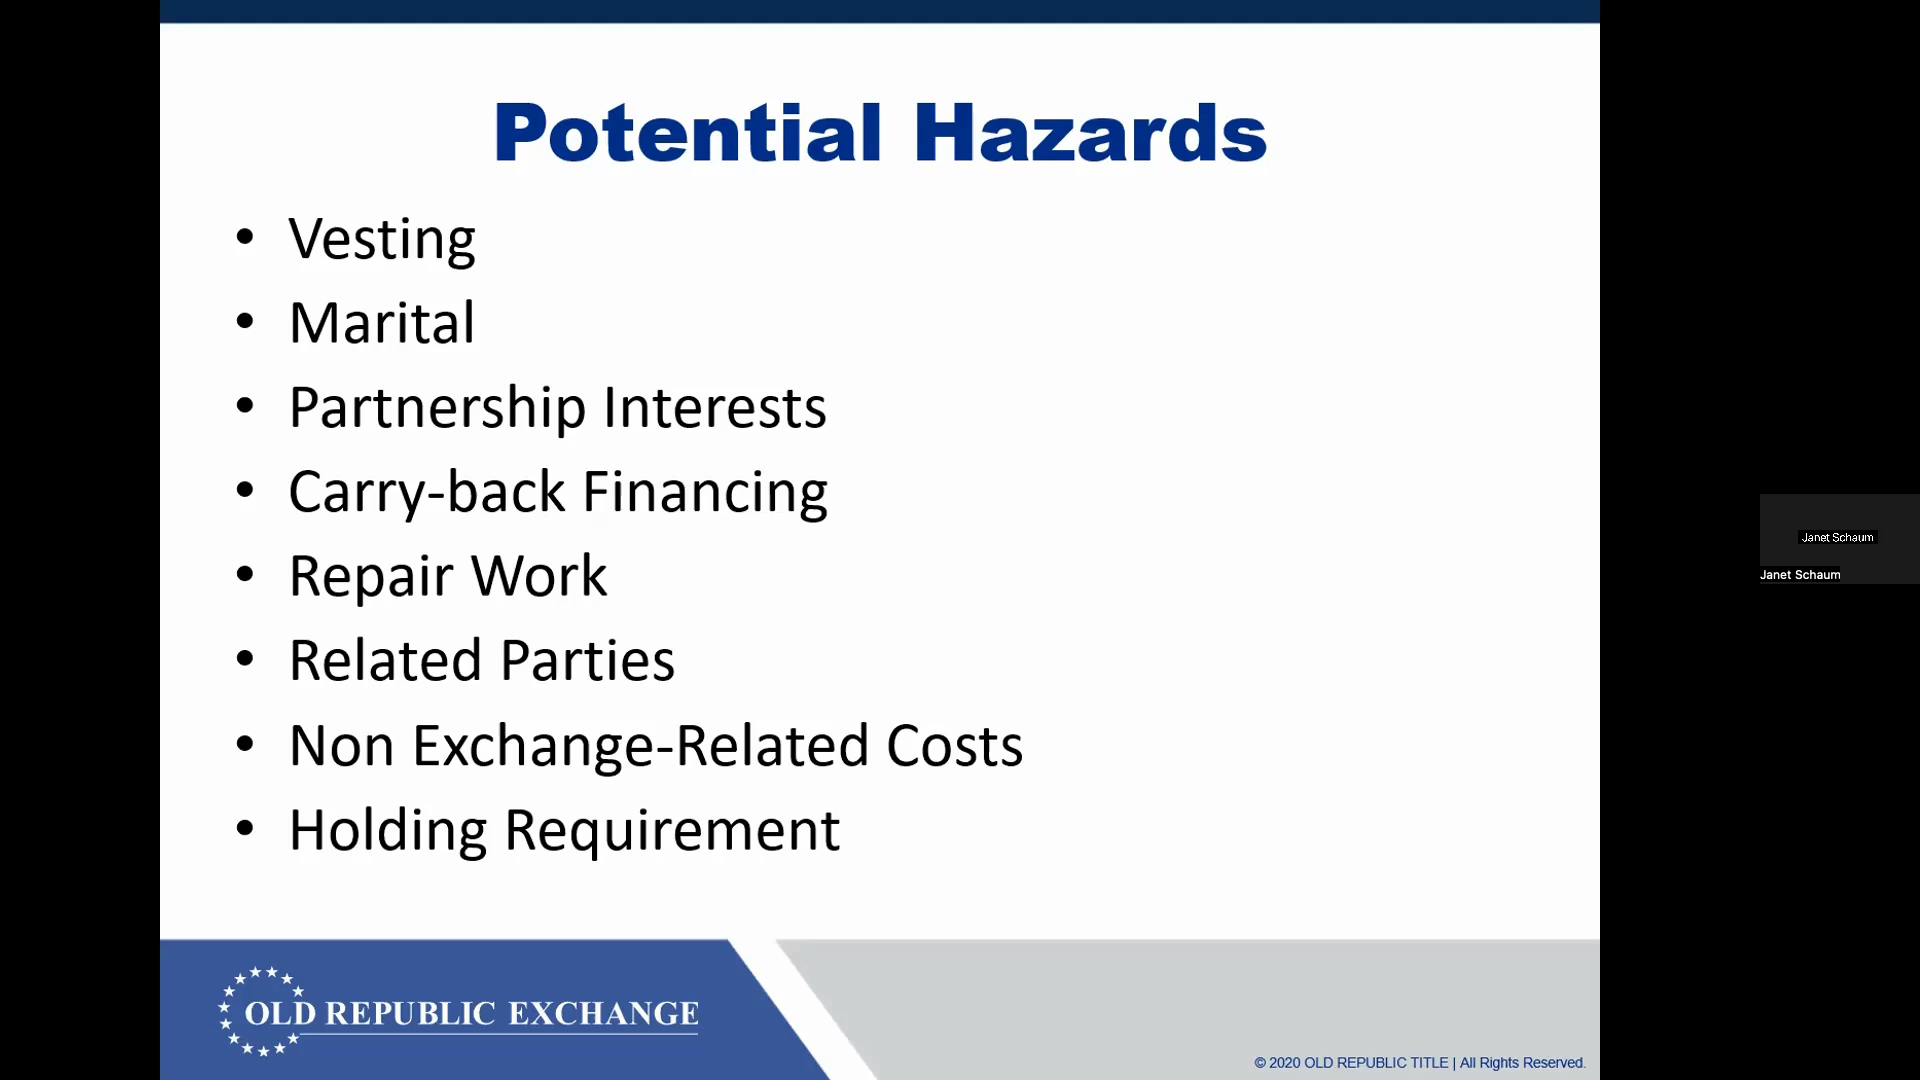 Potential Hazards
• Vesting
• Marital
• Partnership Interests
• Carry-back Financing
• Repair Work
• Related Parties
• Non Exchange-Related Costs
• Holding Requirement
OLD REPUBLIC EXCHANGE
© 2020 OLD REPUBLIC TITLE | All Rights Reserved.
Janet Schaum
Janet Schaum